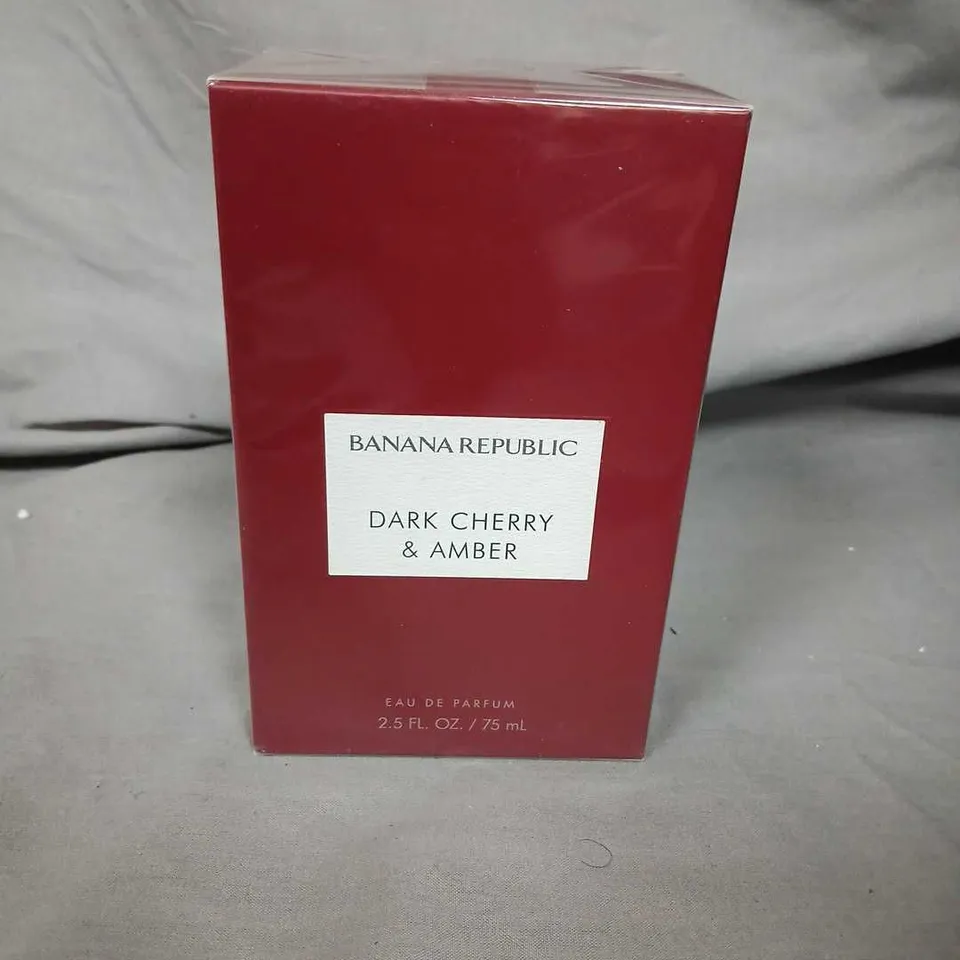 BANANA REPUBLIC
DARK CHERRY
& AMBER
EAU DE PARFUM
2.5 FL. OZ. / 75 mL